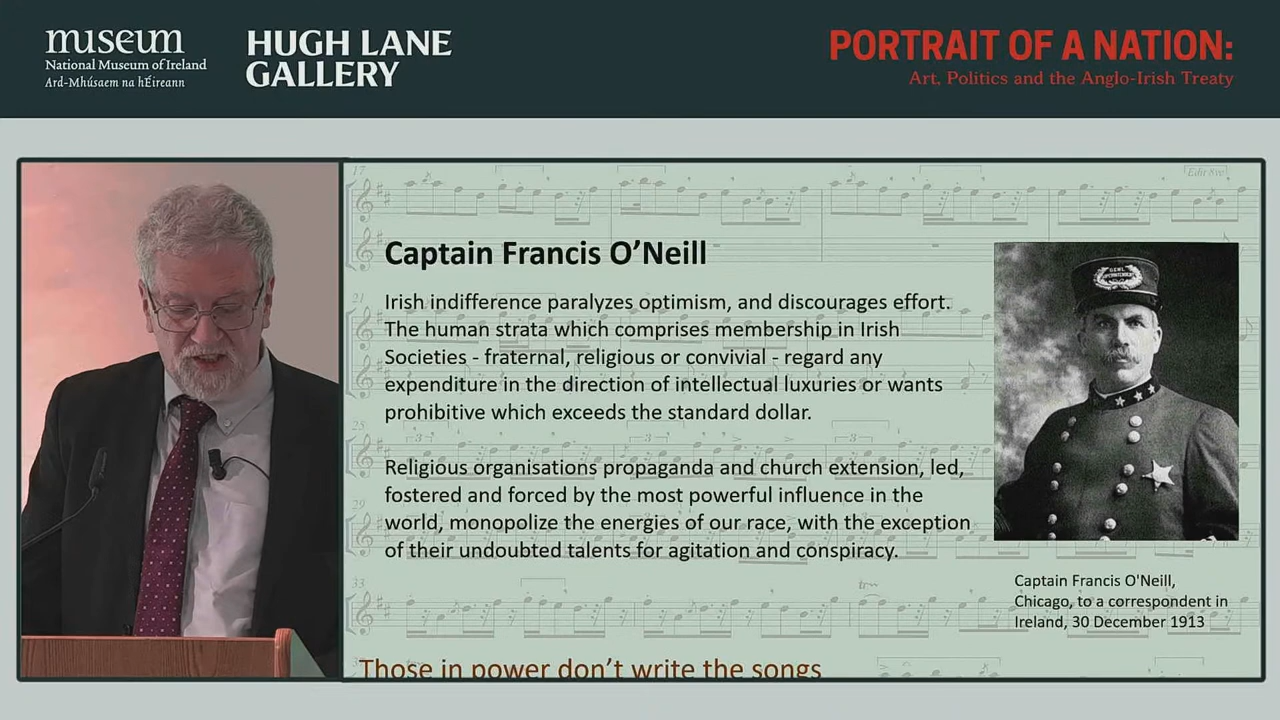 museum
National Museum of Ireland
Ard-Mhúsaem na hÉireann
HUGH LANE
GALLERY
PORTRAIT OF A NATION:
Art, Politics and the Anglo-Irish Treaty
Captain Francis O’Neill
Irish indifference paralyzes optimism, and discourages effort.
The human strata which comprises membership in Irish
Societies - fraternal, religious or convivial - regard any
expenditure in the direction of intellectual luxuries or wants
prohibitive which exceeds the standard dollar.
Religious organisations propaganda and church extension, led,
fostered and forced by the most powerful influence in the
world, monopolize the energies of our race, with the exception
of their undoubted talents for agitation and conspiracy.
Captain Francis O'Neill,
Chicago, to a correspondent in
Ireland, 30 December 1913
Those in power don’t write the songs